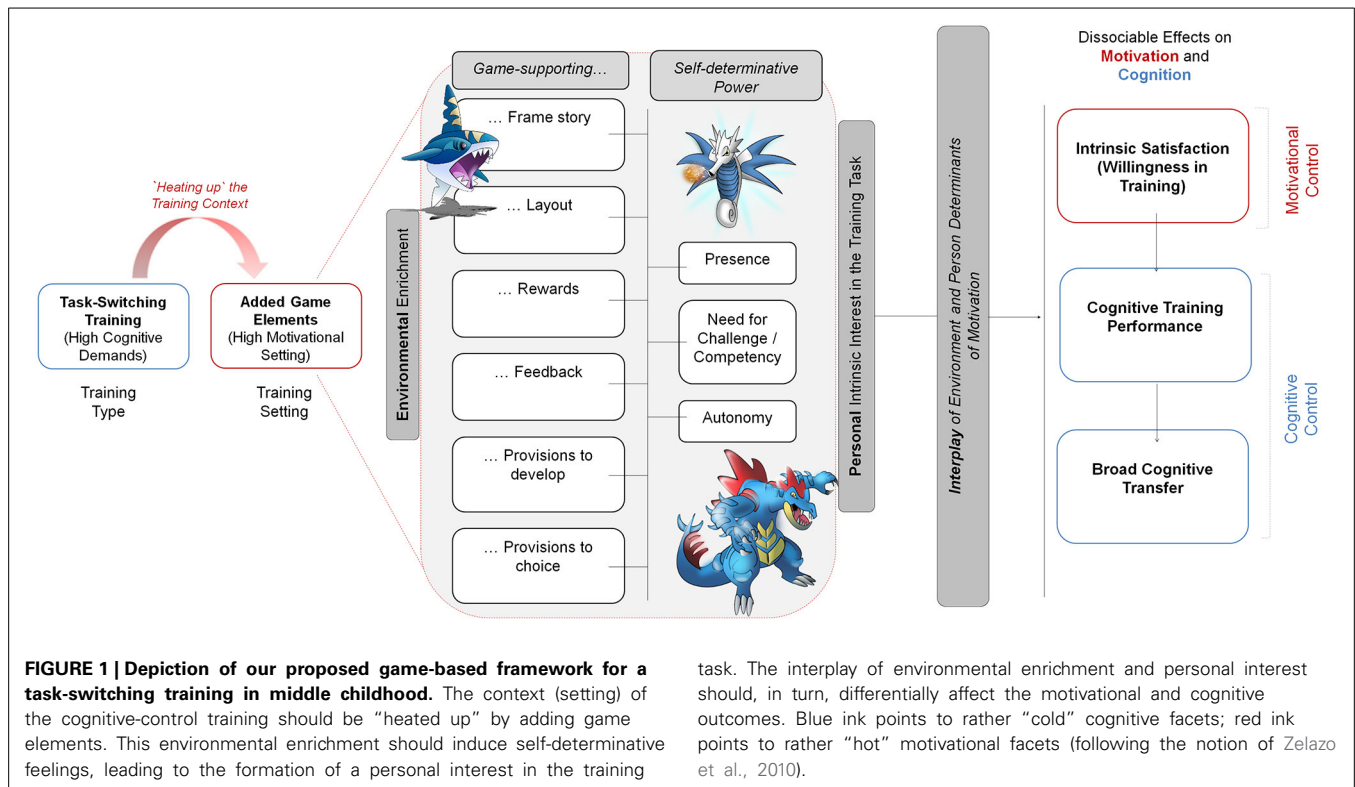 `Heating up` the
Training Context
Task-Switching
Training
(High Cognitive
Demands)
Training
Type
Added Game
Elements
(High Motivational
Setting)
Training
Setting
Environmental Enrichment
Game-supporting…
… Frame story
… Layout
… Rewards
… Feedback
… Provisions to
develop
… Provisions to
choice
Self-determinative
Power
Presence
Need for
Challenge /
Competency
Autonomy
Personal Intrinsic Interest in the Training Task
Interplay of Environment and Person Determinants
of Motivation
Dissociable Effects on
Motivation and
Cognition
Intrinsic Satisfaction
(Willingness in
Training)
Motivational
Control
Cognitive Training
Performance
Broad Cognitive
Transfer
Cognitive
Control
FIGURE 1 | Depiction of our proposed game-based framework for a
task-switching training in middle childhood. The context (setting) of
the cognitive-control training should be “heated up” by adding game
elements. This environmental enrichment should induce self-determinative
feelings, leading to the formation of a personal interest in the training
task. The interplay of environmental enrichment and personal interest
should, in turn, differentially affect the motivational and cognitive
outcomes. Blue ink points to rather “cold” cognitive facets; red ink
points to rather “hot” motivational facets (following the notion of Zelazo
et al., 2010).